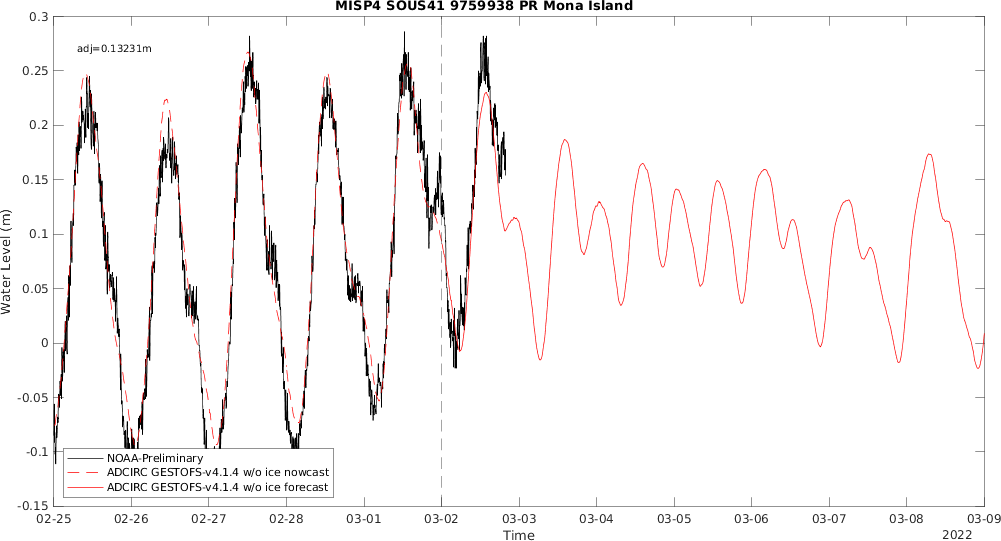 MISP4 SOUS41 9759938 PR Mona Island
adj=0.13231m
0.3
0.25
0.2
0.15
0.1
0.05
0
-0.05
-0.1
-0.15
Water Level (m)
NOAA-Preliminary
ADCIRC GESTOFS-v4.1.4 w/o ice nowcast
ADCIRC GESTOFS-v4.1.4 w/o ice forecast
02-25 02-26 02-27 02-28 03-01 03-02 03-03 03-04 03-05 03-06 03-07 03-08 03-09
Time
2022